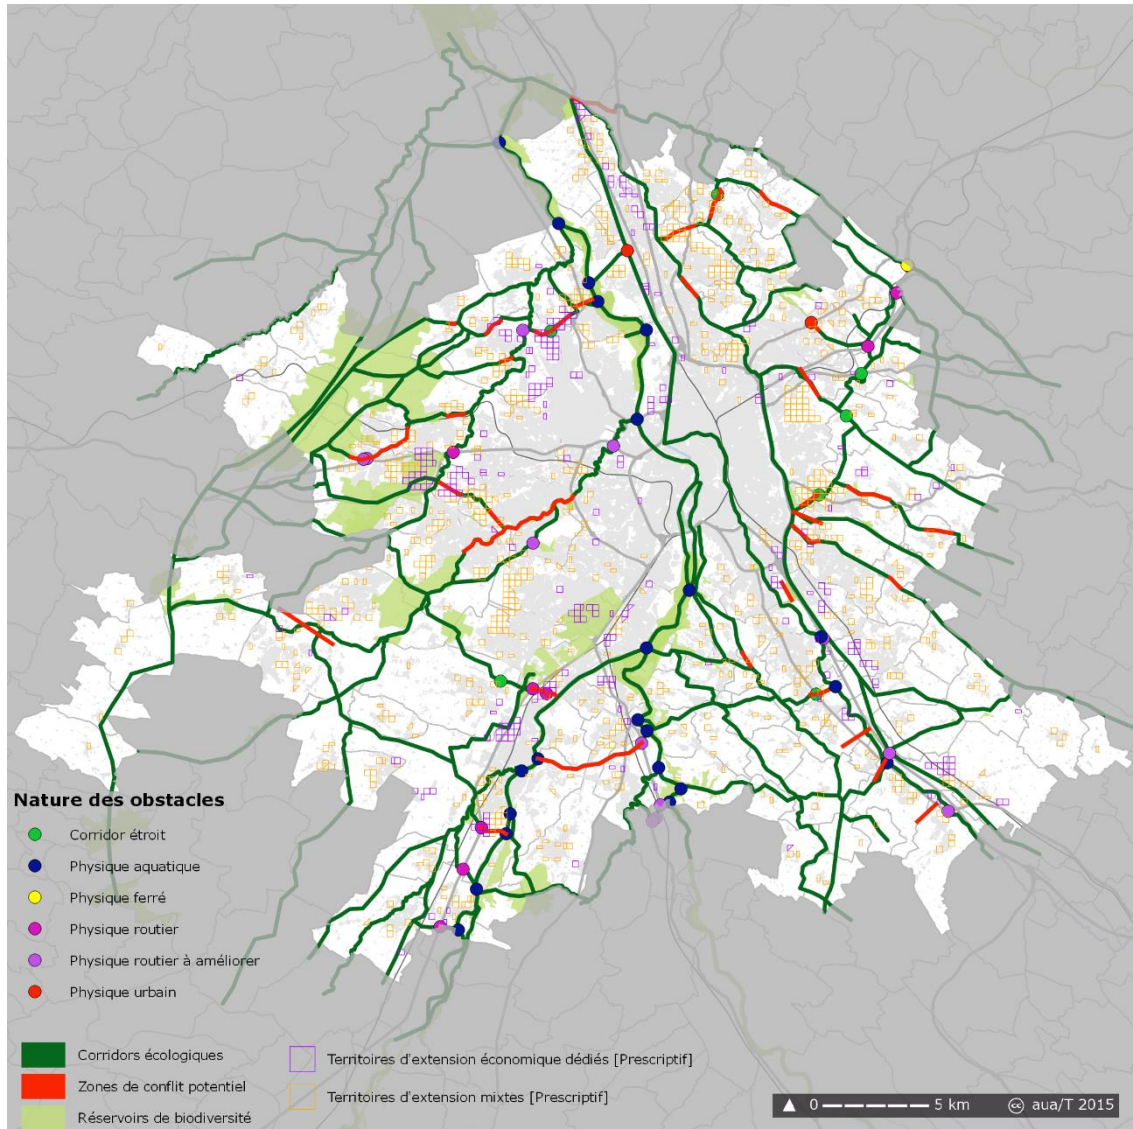 Nature des obstacles
Corridor étroit
Physique aquatique
Physique ferré
Physique routier
Physique routier à améliorer
Physique urbain
Corridors écologiques
Zones de conflit potentiel
Réservoirs de biodiversité
Territoires d'extension économique dédiés [Prescriptif]
Territoires d'extension mixtes [Prescriptif]
0 5 km cc aua/T 2015